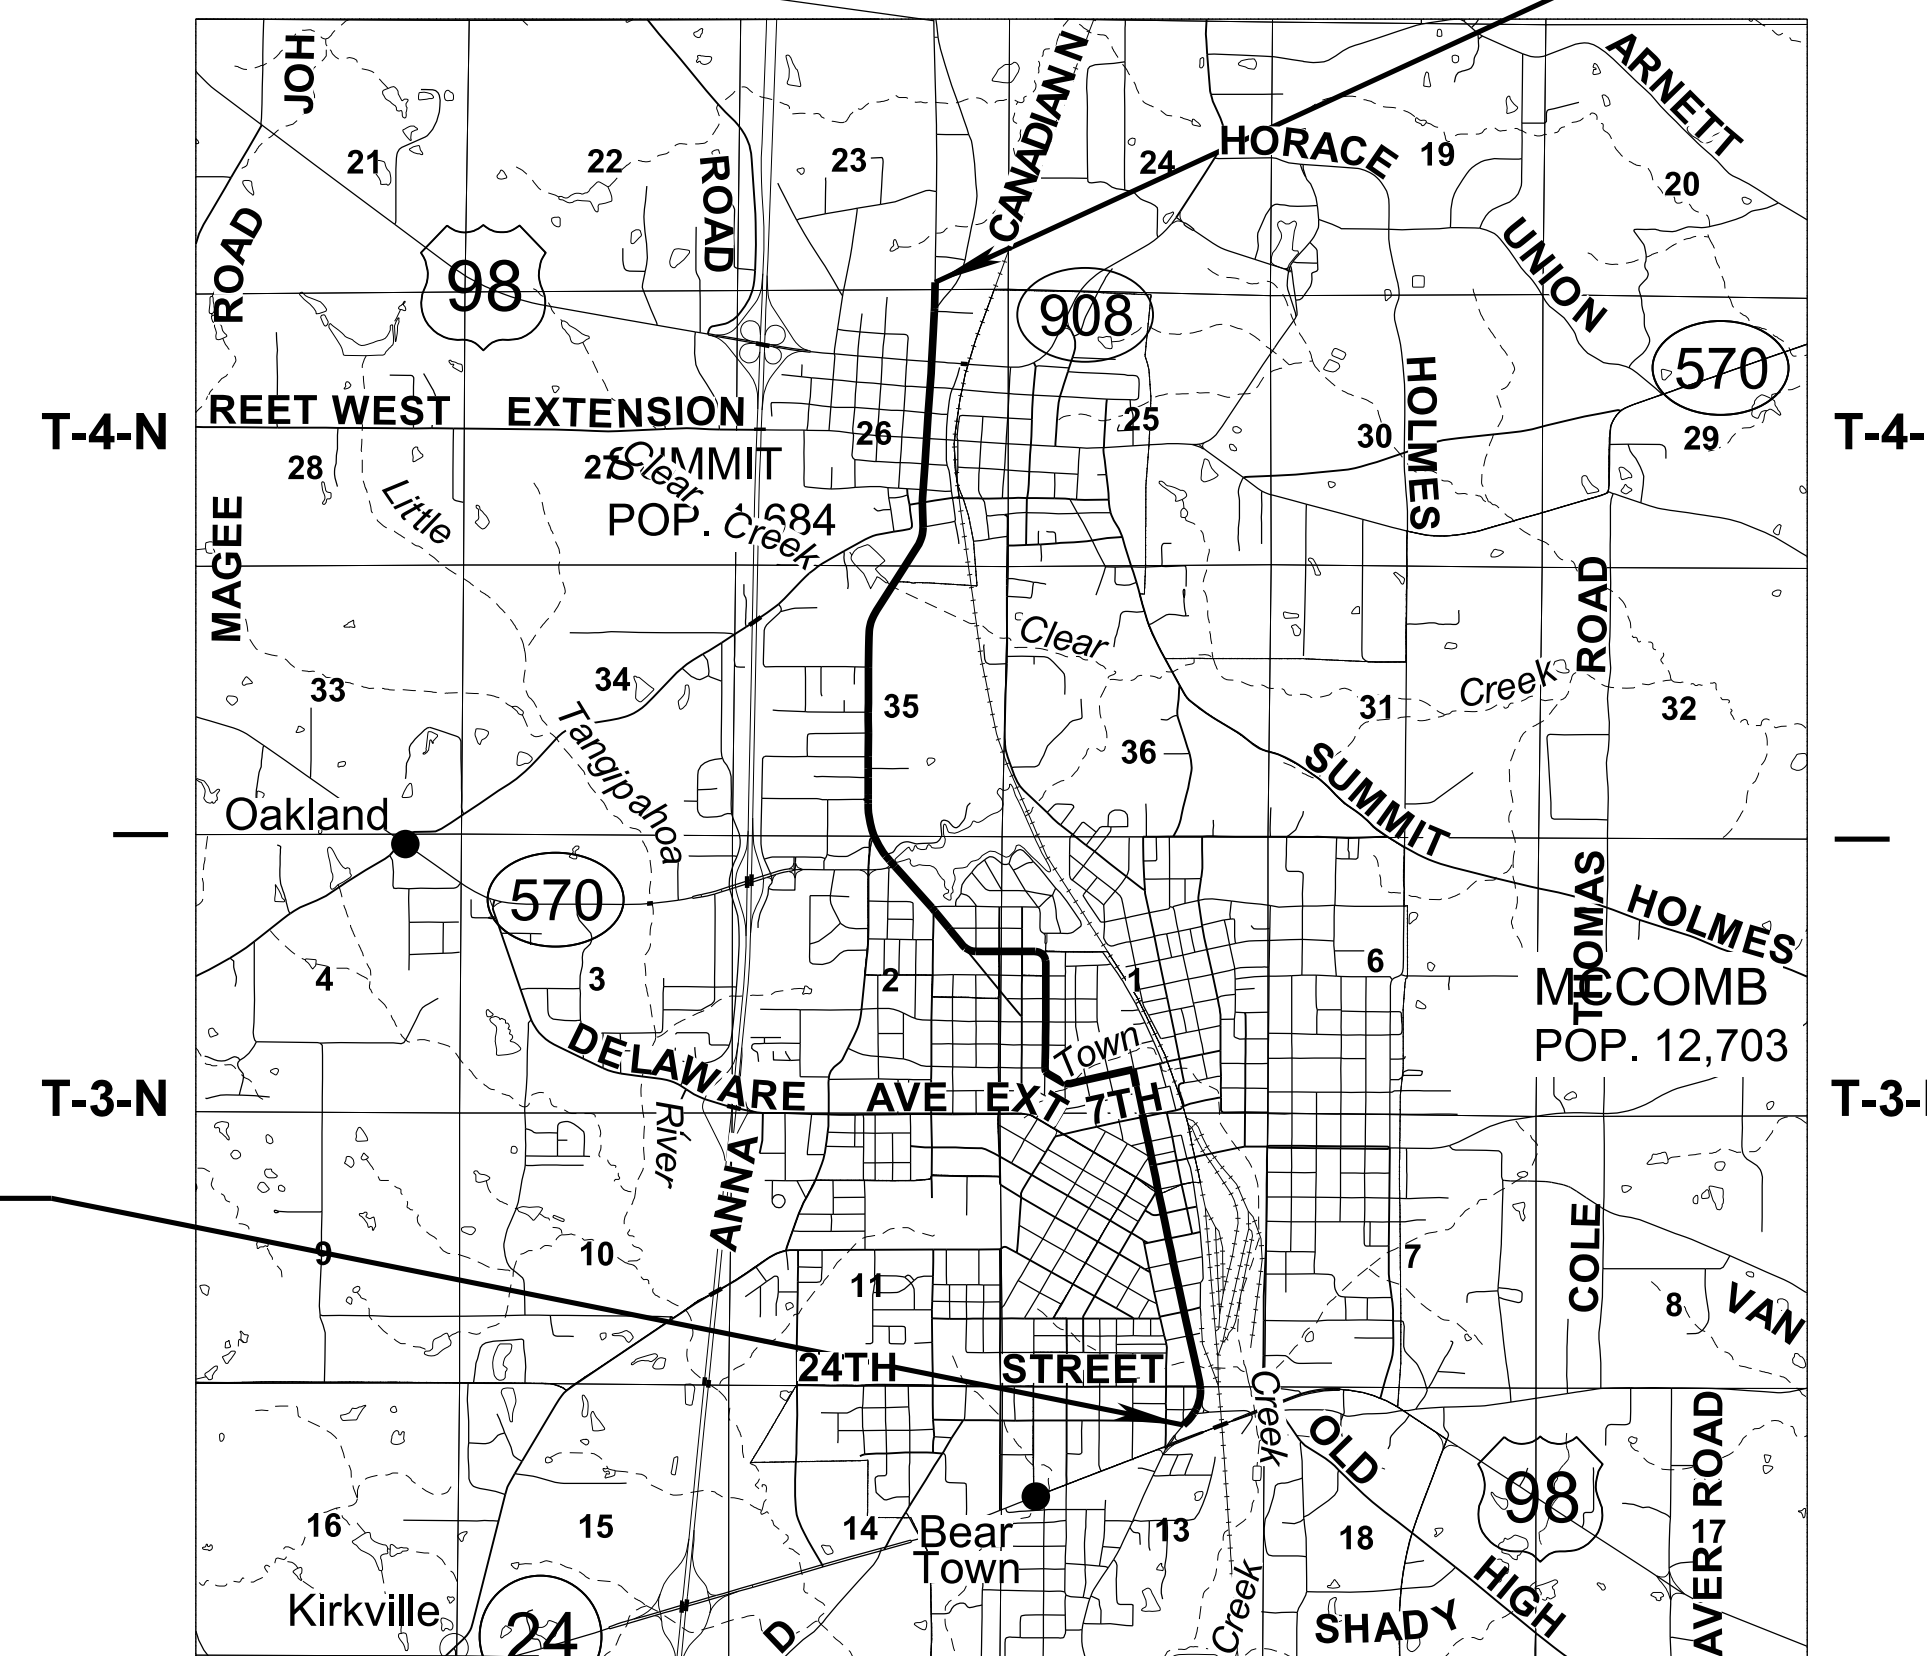 JOH
CANADIAN N
ARNETT
HORACE
21
22
23
24
19
20
ROAD
ROAD
UNION
98
908
570
HOLMES
T-4-N
REET WEST EXTENSION
26
25
30
29
T-4-
28
27
SUMMIT
Clear
POP.
684
Creek
Little
MAGEE
ROAD
Clear
Creek
33
34
35
31
32
Tangipahoa
36
SUMMIT
Oakland
570
THOMAS
HOLMES
4
3
2
1
6
MCCOMB
POP. 12,703
DELAWARE AVE EXT 7TH
Town
T-3-N
T-3-
River
ANNA
9
10
11
7
COLE
8
VAN
24TH STREET
Creek
OLD
98
AVER
ROAD
16
15
14
13
18
17
Bear
Town
Kirkville
24
D
Creek
SHADY
HIGH